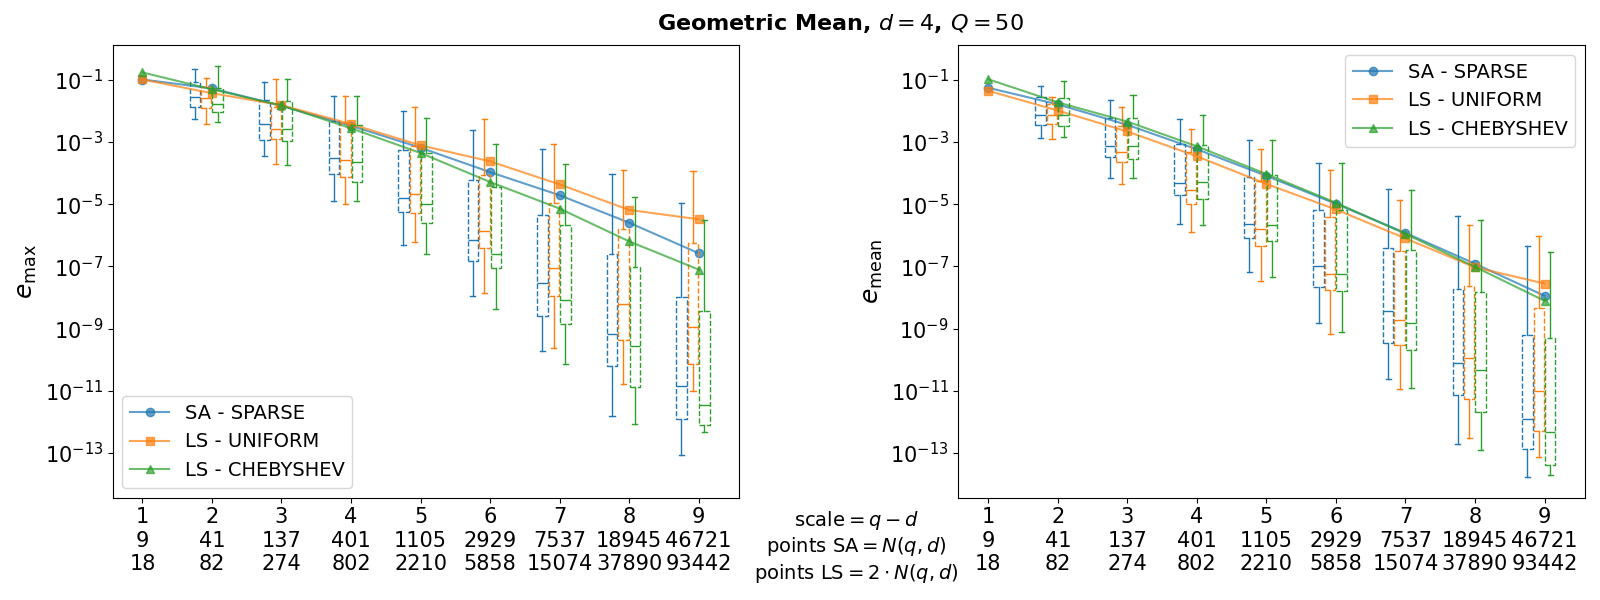 Geometric Mean, d = 4, Q = 50
e_max
10^{-1}
10^{-3}
10^{-5}
10^{-7}
10^{-9}
10^{-11}
10^{-13}
SA - SPARSE
LS - UNIFORM
LS - CHEBYSHEV
1 2 3 4 5 6 7 8 9
9 41 137 401 1105 2929 7537 18945 46721
18 82 274 802 2210 5858 15074 37890 93442
scale = q − d
points SA = N(q, d)
points LS = 2 · N(q, d)
e_mean
10^{-1}
10^{-3}
10^{-5}
10^{-7}
10^{-9}
10^{-11}
10^{-13}
SA - SPARSE
LS - UNIFORM
LS - CHEBYSHEV
1 2 3 4 5 6 7 8 9
9 41 137 401 1105 2929 7537 18945 46721
18 82 274 802 2210 5858 15074 37890 93442